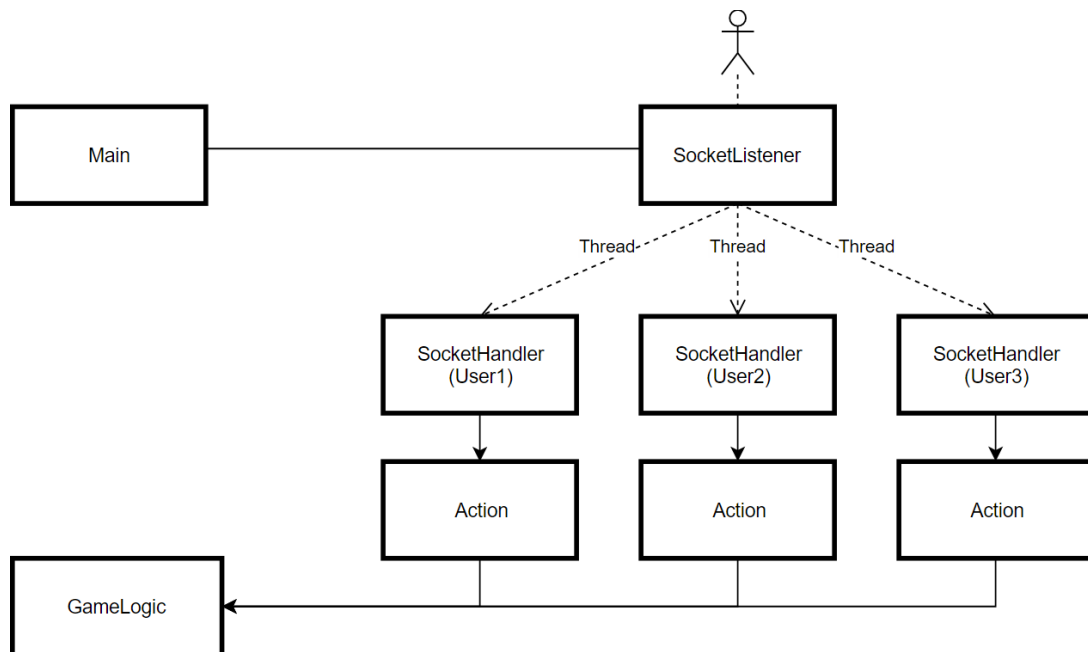 Main
SocketListener
Thread
Thread
Thread
SocketHandler
(User1)
SocketHandler
(User2)
SocketHandler
(User3)
Action
Action
Action
GameLogic